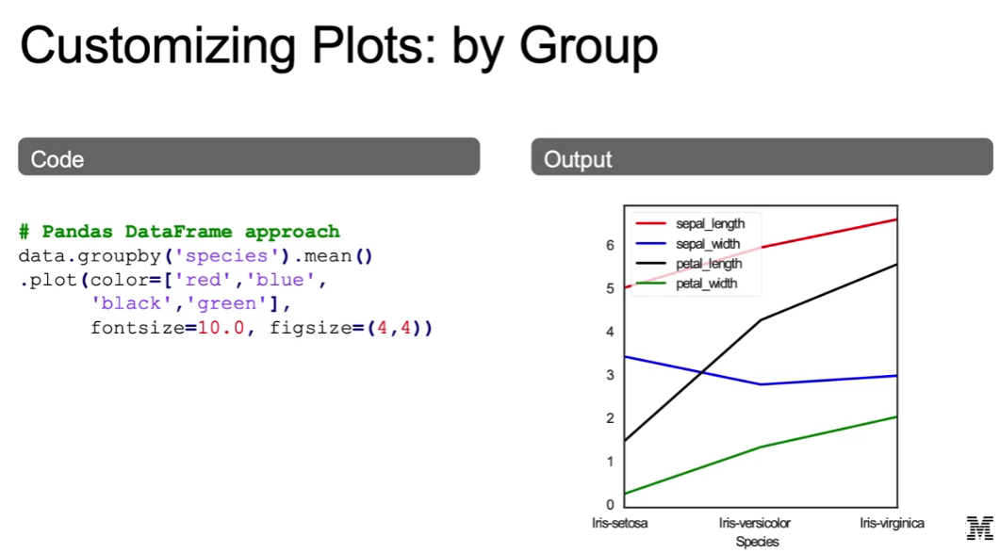 Customizing Plots: by Group
Code
# Pandas DataFrame approach
data.groupby('species').mean()
.plot(color=['red','blue',
'black','green'],
fontsize=10.0, figsize=(4,4))
Output
sepal_length
sepal_width
petal_length
petal_width
6
5
4
3
2
1
0
Iris-setosa Iris-versicolor Iris-virginica
Species